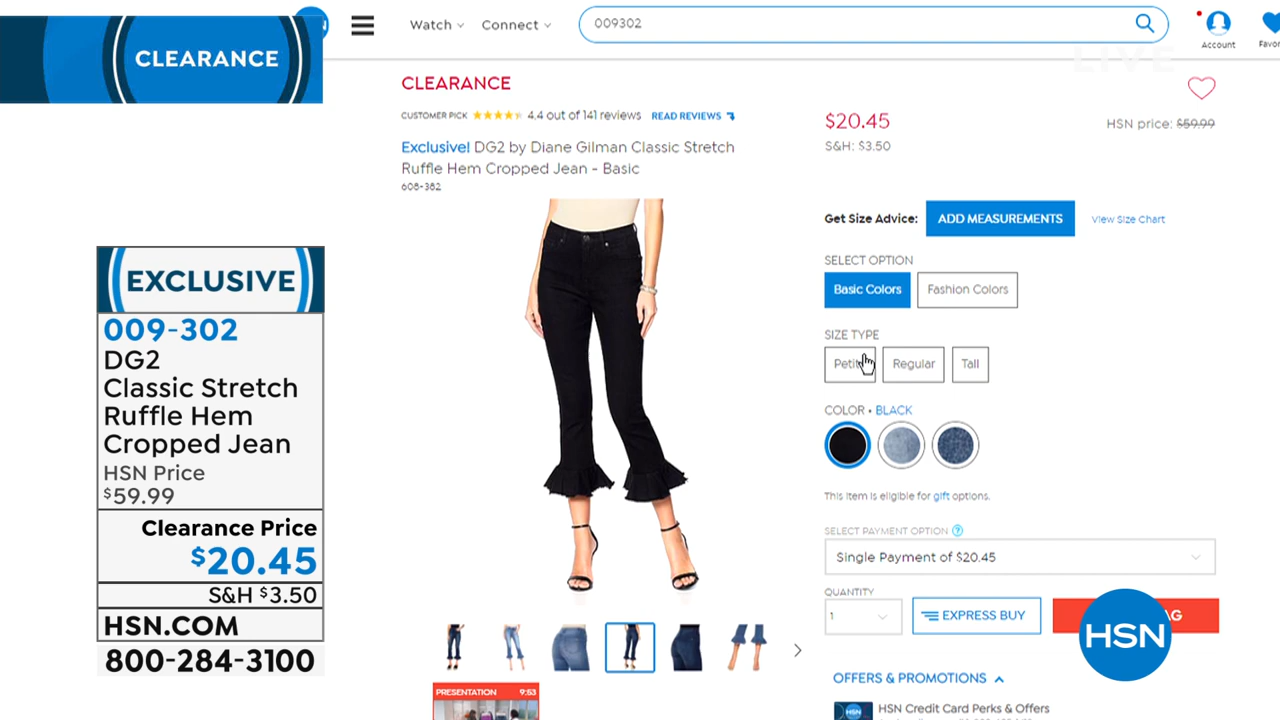 CLEARANCE
Watch
Connect
009302
Account
LIVE
CLEARANCE
CUSTOMER PICK 4.4 out of 141 reviews READ REVIEWS
Exclusive! DG2 by Diane Gilman Classic Stretch
Ruffle Hem Cropped Jean - Basic
608-382
$20.45
HSN price: $59.99
S&H: $3.50
Get Size Advice: ADD MEASUREMENTS View Size Chart
SELECT OPTION
Basic Colors Fashion Colors
SIZE TYPE
Regular Tall
COLOR • BLACK
This item is eligible for gift options.
SELECT PAYMENT OPTION ?
Single Payment of $20.45
QUANTITY
1
EXPRESS BUY
HSN
OFFERS & PROMOTIONS
HSN
HSN Credit Card Perks & Offers
PRESENTATION 9:53
EXCLUSIVE
009-302
DG2
Classic Stretch
Ruffle Hem
Cropped Jean
HSN Price
$59.99
Clearance Price
$20.45
S&H $3.50
HSN.COM
800-284-3100